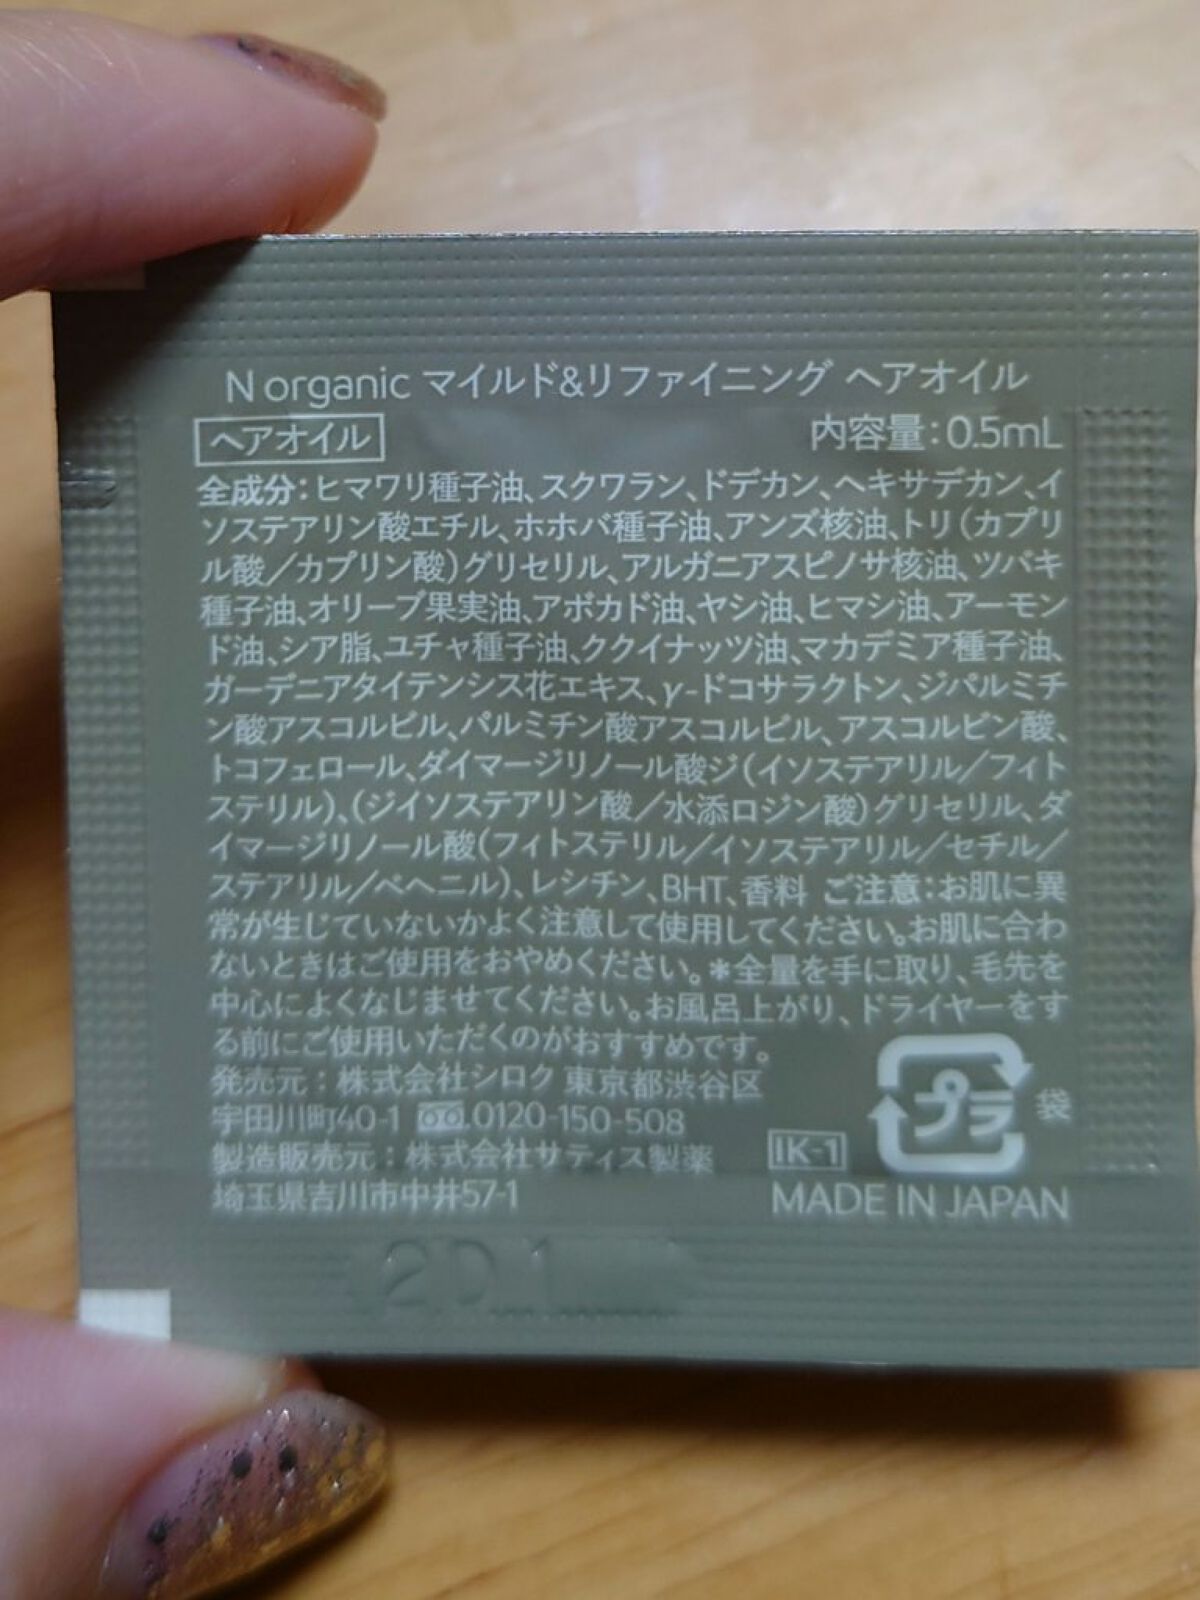 N organic マイルド&リファイニング ヘアオイル
ヘアオイル 内容量：0.5mL
全成分：ヒマワリ種子油、スクワラン、ドデカン、ヘキサデカン、イ
ソステアリン酸エチル、ホホバ種子油、アンズ核油、トリ（カプリ
ル酸／カプリン酸）グリセリル、アルガニアスピノサ核油、ツバキ
種子油、オリーブ果実油、アボカド油、ヤシ油、ヒマシ油、アーモン
ド油、シア脂、ユチャ種子油、ククイナッツ油、マカデミア種子油、
ガーデニアタイテンシス花エキス、γ-ドコサラクトン、ジパルミチ
ン酸アスコルビル、パルミチン酸アスコルビル、アスコルビン酸、
トコフェロール、ダイマージリノール酸ジ（イソステアリル／フィト
ステリル）、（ジイソステアリン酸／水添ロジン酸）グリセリル、ダ
イマージリノール酸（フィトステリル／イソステアリル／セチル／
ステアリル／ベヘニル）、レシチン、BHT、香料 ご注意：お肌に異
常が生じていないかよく注意して使用してください。お肌に合わ
ないときはご使用をおやめください。＊全量を手に取り、毛先を
中心によくなじませてください。お風呂上がり、ドライヤーをす
る前にご使用いただくのがおすすめです。
発売元：株式会社シロク 東京都渋谷区
宇田川町40-1 0120-150-508
製造販売元：株式会社サティス製薬
埼玉県吉川市中井57-1
IK-1
プラ 袋
MADE IN JAPAN
2D1